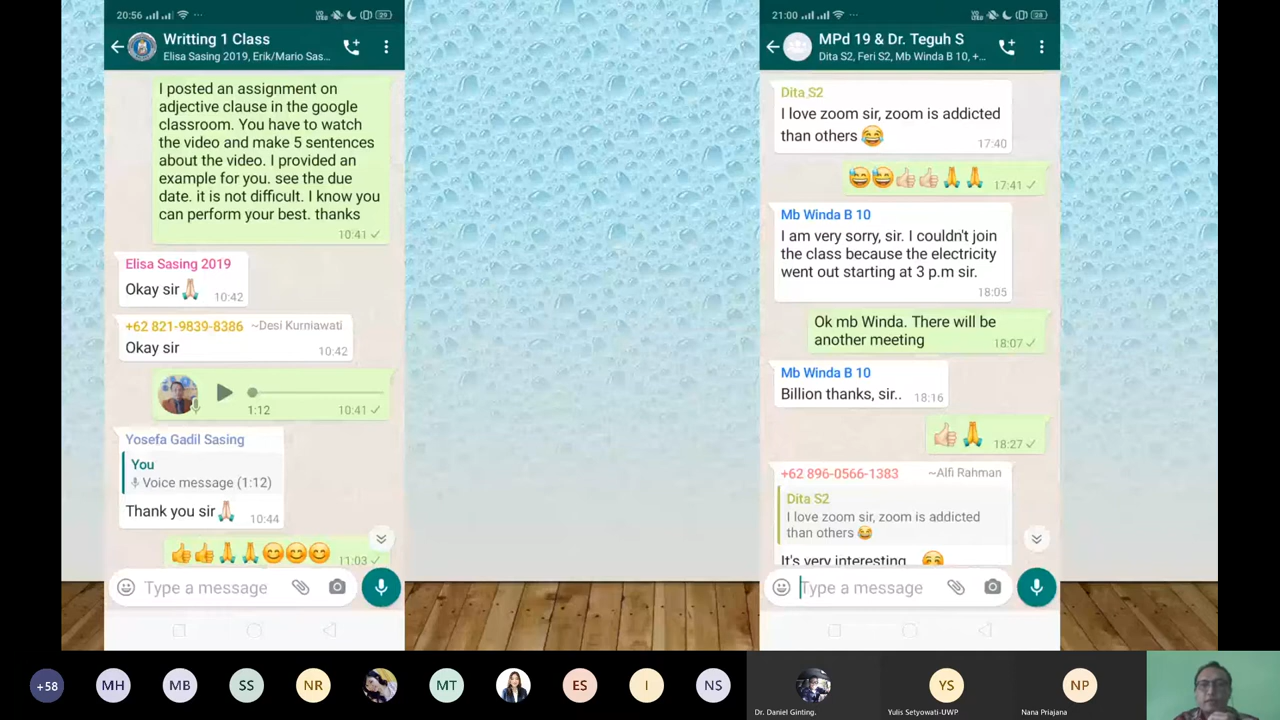 20:56
29
Writting 1 Class
Elisa Sasing 2019, Erik/Mario Sas...
I posted an assignment on
adjective clause in the google
classroom. You have to watch
the video and make 5 sentences
about the video. I provided an
example for you. see the due
date. it is not difficult. I know you
can perform your best. thanks
10:41
Elisa Sasing 2019
Okay sir
10:42
+62 821-9839-8386 ~Desi Kurniawati
Okay sir
10:42
1:12 10:41
Yosefa Gadil Sasing
You
Voice message (1:12)
Thank you sir
10:44
11:03
Type a message
21:00
28
MPd 19 & Dr. Teguh S
Dita S2, Feri S2, Mb Winda B 10, +...
Dita S2
I love zoom sir, zoom is addicted
than others
17:40
17:41
Mb Winda B 10
I am very sorry, sir. I couldn't join
the class because the electricity
went out starting at 3 p.m sir.
18:05
Ok mb Winda. There will be
another meeting
18:07
Mb Winda B 10
Billion thanks, sir..
18:16
18:27
+62 896-0566-1383 ~Alfi Rahman
Dita S2
I love zoom sir, zoom is addicted
than others
It's very interesting
Type a message
+58 MH MB SS NR MT ES I NS YS NP
Dr. Daniel Ginting. Yulis Setyowati-UWP Nana Priajana